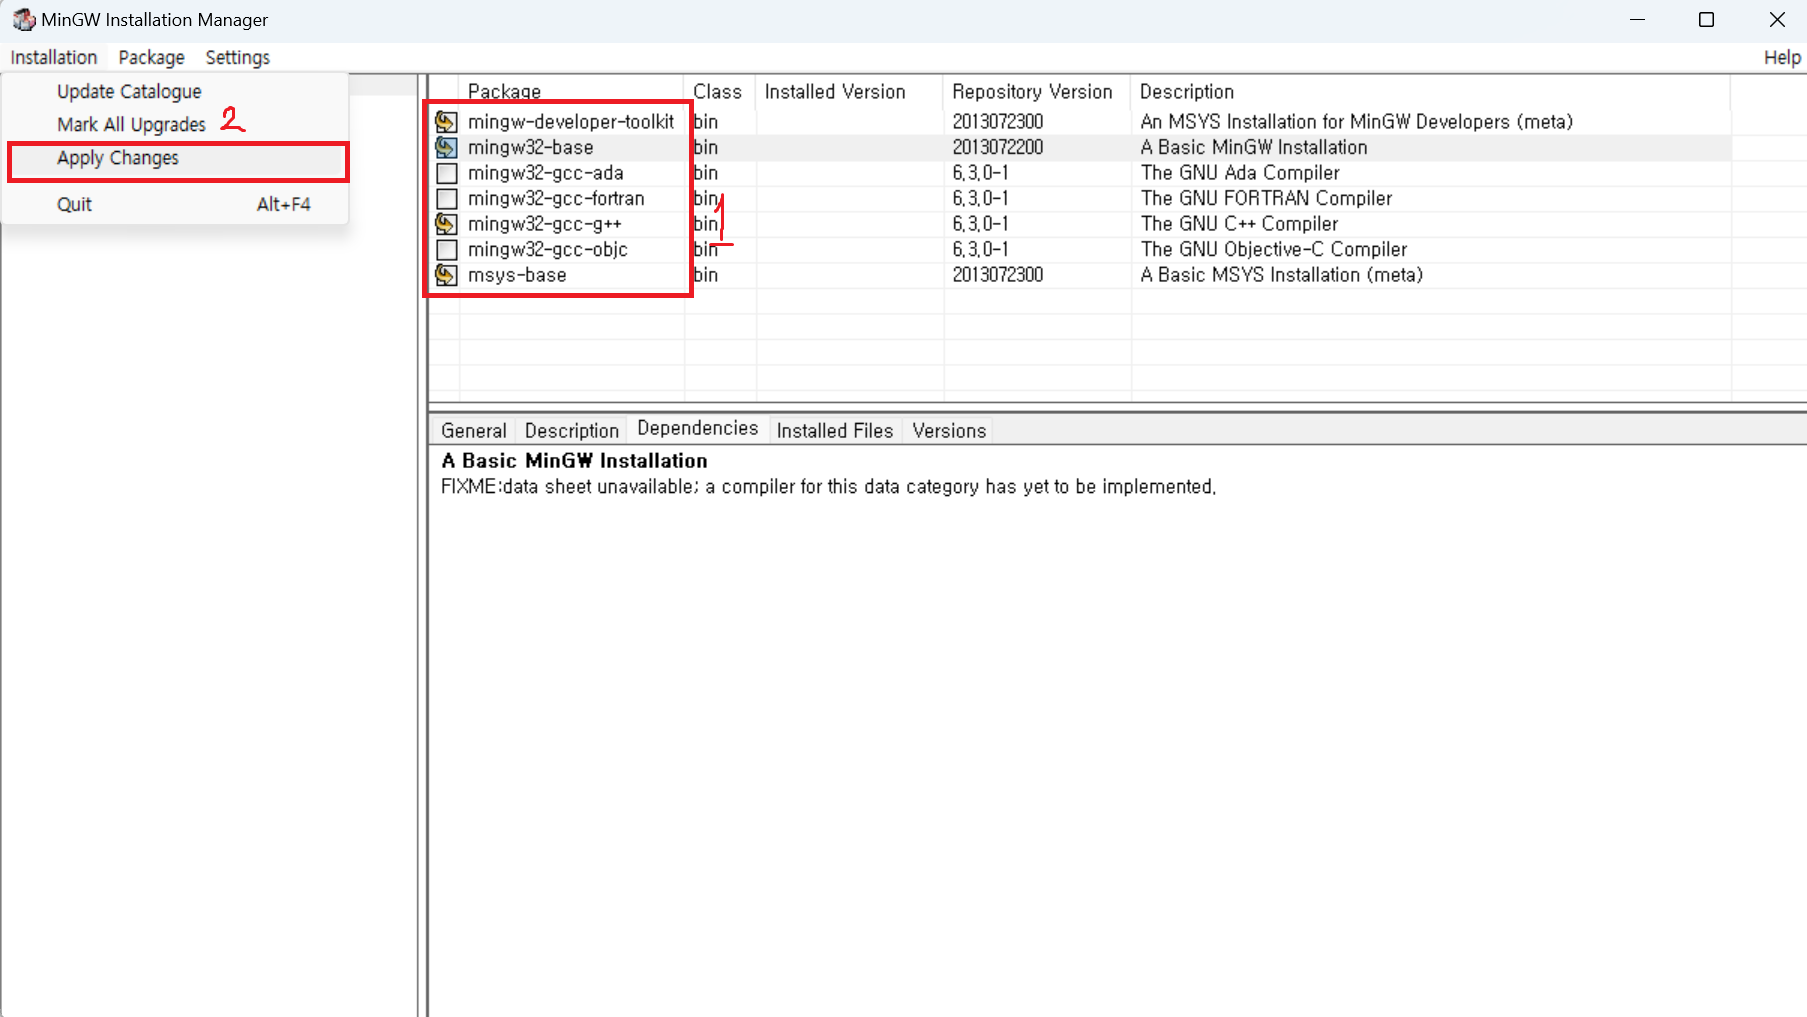 MinGW Installation Manager
Installation Package Settings Help
Update Catalogue
Mark All Upgrades 2
Apply Changes
Quit Alt+F4
Package Class Installed Version Repository Version Description
mingw-developer-toolkit bin 2013072300 An MSYS Installation for MinGW Developers (meta)
mingw32-base bin 2013072200 A Basic MinGW Installation
mingw32-gcc-ada bin 6.3.0-1 The GNU Ada Compiler
mingw32-gcc-fortran bin 6.3.0-1 The GNU FORTRAN Compiler
mingw32-gcc-g++ bin 1 6.3.0-1 The GNU C++ Compiler
mingw32-gcc-objc bin 6.3.0-1 The GNU Objective-C Compiler
msys-base bin 2013072300 A Basic MSYS Installation (meta)
General Description Dependencies Installed Files Versions
A Basic MinGW Installation
FIXME:data sheet unavailable; a compiler for this data category has yet to be implemented.